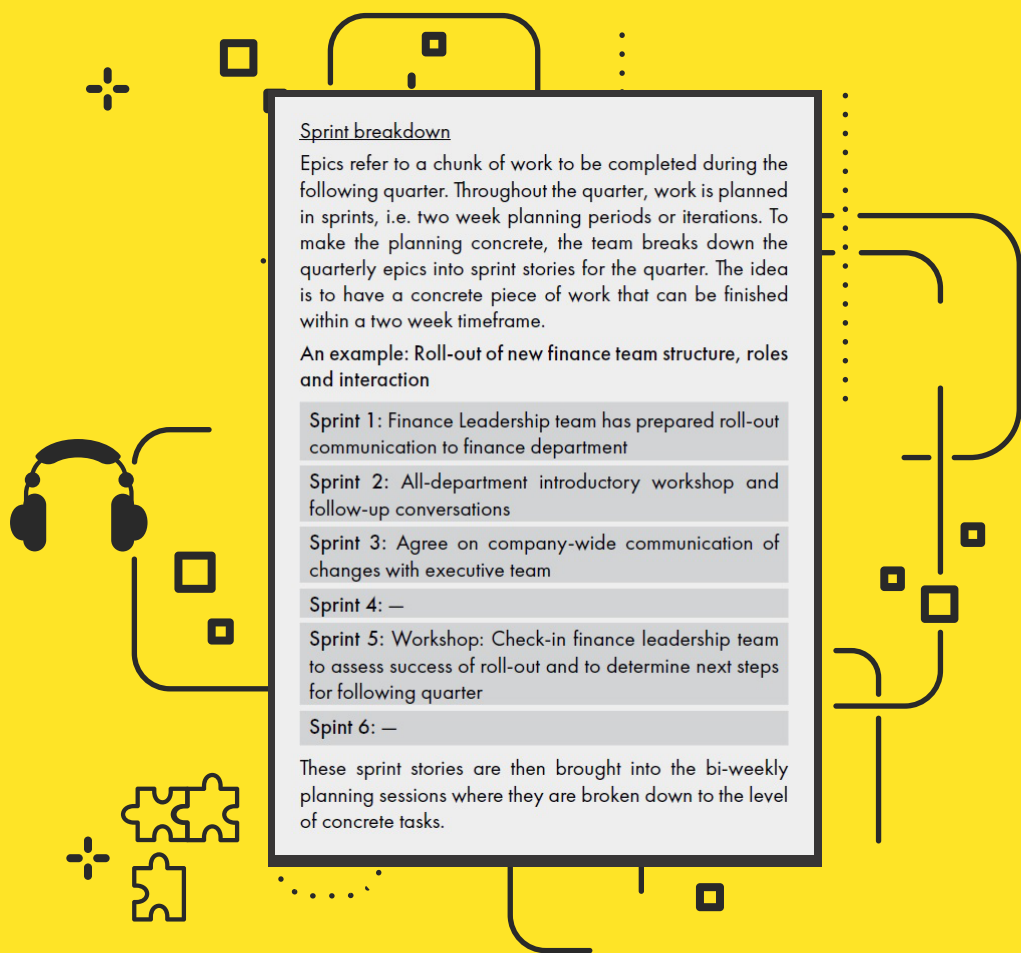 Sprint breakdown
Epics refer to a chunk of work to be completed during the
following quarter. Throughout the quarter, work is planned
in sprints, i.e. two week planning periods or iterations. To
make the planning concrete, the team breaks down the
quarterly epics into sprint stories for the quarter. The idea
is to have a concrete piece of work that can be finished
within a two week timeframe.
An example: Roll-out of new finance team structure, roles
and interaction
Sprint 1: Finance Leadership team has prepared roll-out
communication to finance department
Sprint 2: All-department introductory workshop and
follow-up conversations
Sprint 3: Agree on company-wide communication of
changes with executive team
Sprint 4: —
Sprint 5: Workshop: Check-in finance leadership team
to assess success of roll-out and to determine next steps
for following quarter
Spint 6: —
These sprint stories are then brought into the bi-weekly
planning sessions where they are broken down to the level
of concrete tasks.